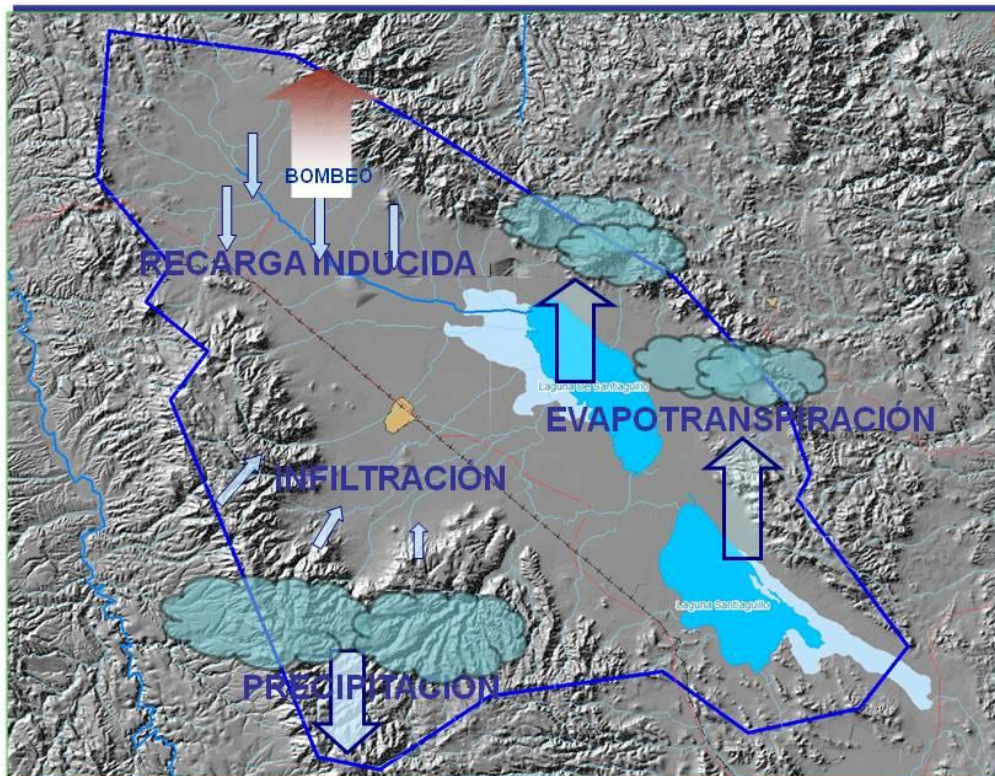 BOMBEO
RECARGA INDUCIDA
Laguna De Santiaguillo
EVAPOTRANSPIRACIÓN
INFILTRACIÓN
Laguna Santiaguillo
PRECIPITACIÓN